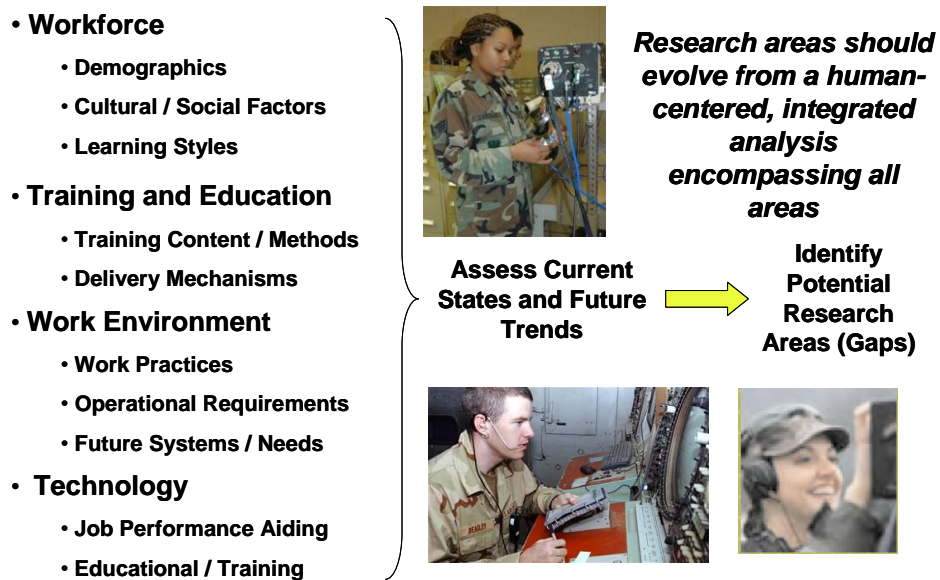 • Workforce
• Demographics
• Cultural / Social Factors
• Learning Styles
• Training and Education
• Training Content / Methods
• Delivery Mechanisms
• Work Environment
• Work Practices
• Operational Requirements
• Future Systems / Needs
• Technology
• Job Performance Aiding
• Educational / Training
Research areas should
evolve from a human-
centered, integrated
analysis
encompassing all
areas
Assess Current
States and Future
Trends
Identify
Potential
Research
Areas (Gaps)
BEADLEY